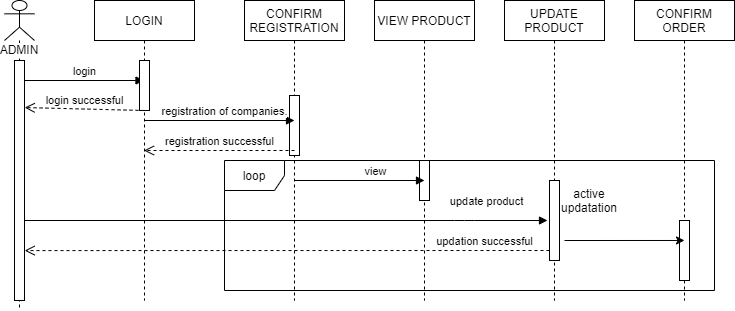 ADMIN
LOGIN
CONFIRM
REGISTRATION
VIEW PRODUCT
UPDATE
PRODUCT
CONFIRM
ORDER
login
login successful
registration of companies.
registration successful
loop
view
update product
active
updatation
updation successful